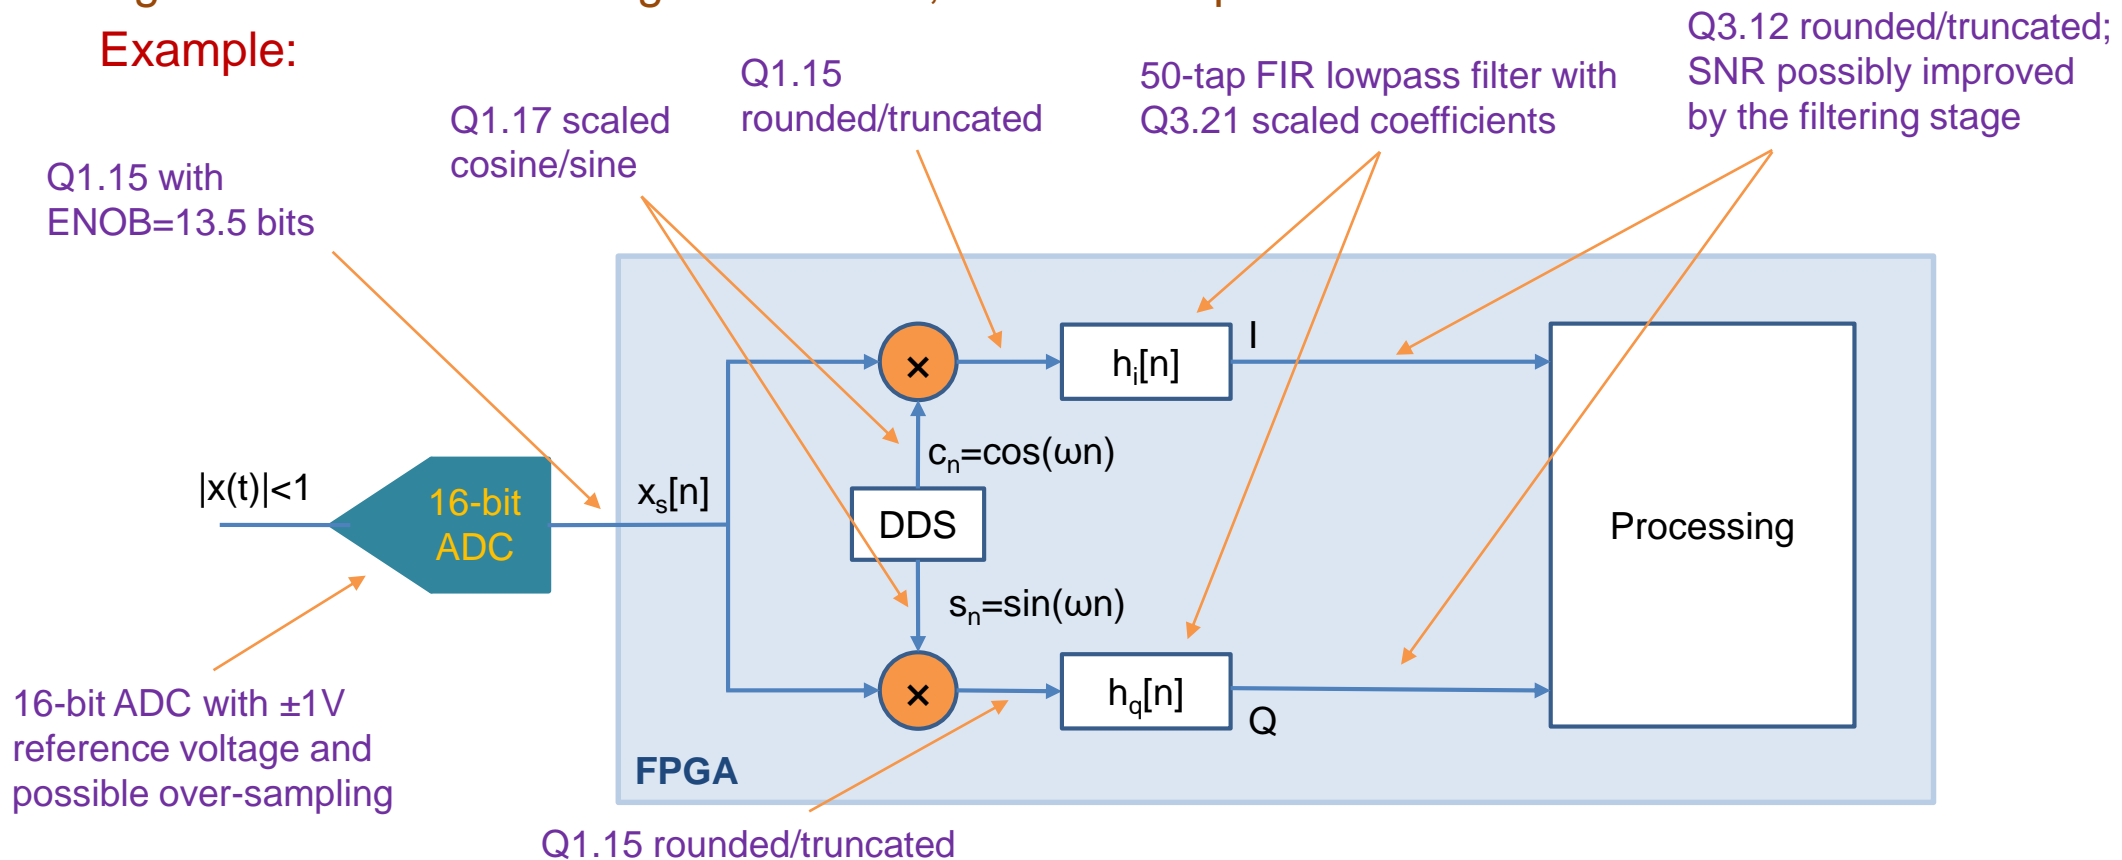 Example:
Q3.12 rounded/truncated;
SNR possibly improved
by the filtering stage
Q1.15
rounded/truncated
50-tap FIR lowpass filter with
Q3.21 scaled coefficients
Q1.17 scaled
cosine/sine
Q1.15 with
ENOB=13.5 bits
I
×
hᵢ[n]
|x(t)|<1
16-bit
ADC
xₛ[n]
cₙ=cos(ωn)
DDS
sₙ=sin(ωn)
Processing
×
h_q[n]
Q
16-bit ADC with ±1V
reference voltage and
possible over-sampling
FPGA
Q1.15 rounded/truncated